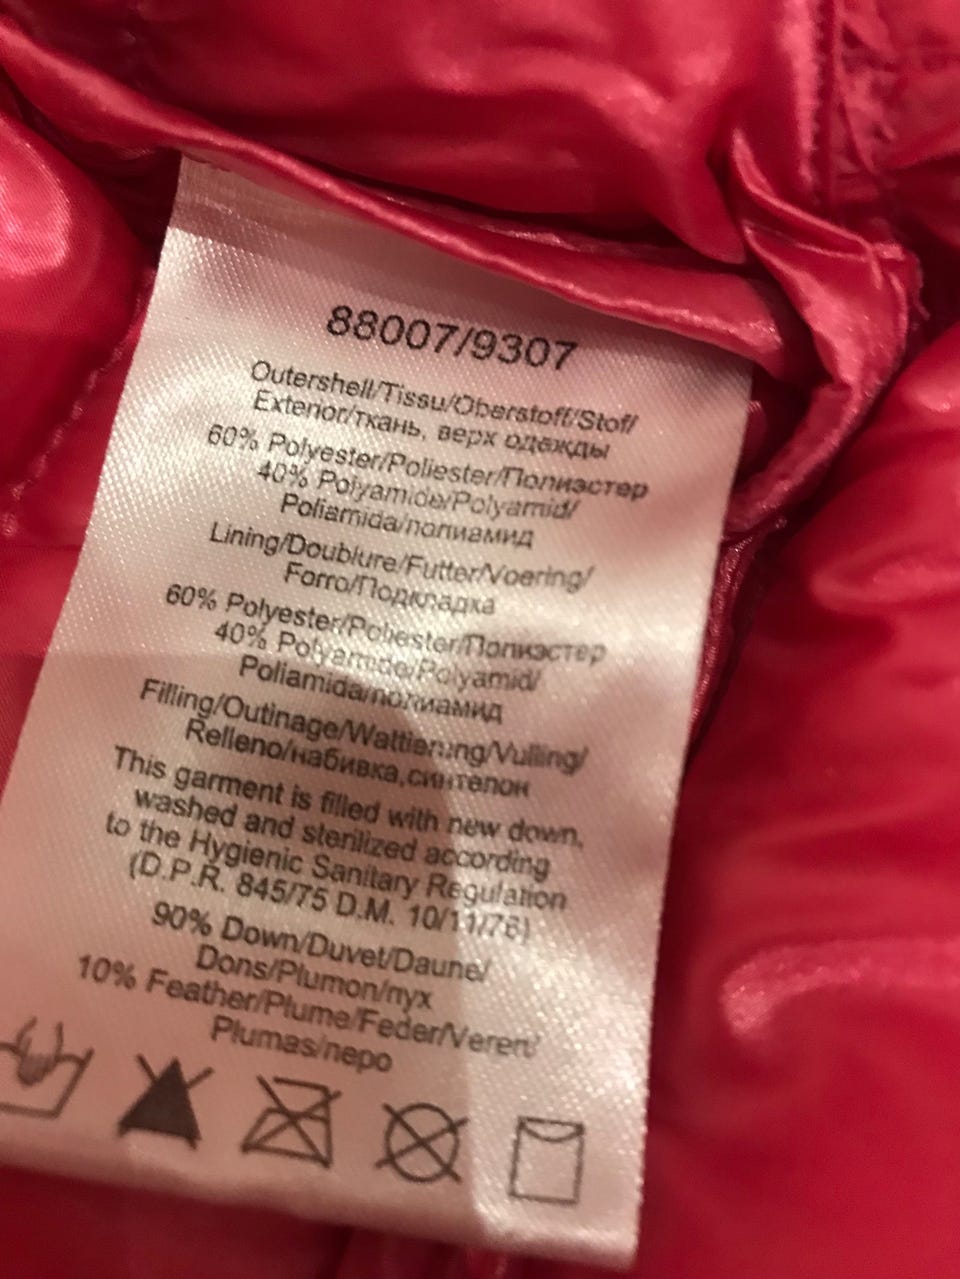 88007/9307
Outershell/Tissu/Oberstoff/Stof/
Exterior/ткань, верх одежды
60% Polyester/Poliester/Полиэстер
40% Polyamide/Polyamid/
Poliamida/полиамид
Lining/Doublure/Futter/Voering/
Forro/Подкладка
60% Polyester/Poliester/Полиэстер
40% Polyamide/Polyamid/
Poliamida/полиамид
Filling/Outinage/Wattierung/Vulling/
Relleno/набивка,синтепон
This garment is filled with new down,
washed and sterilized according
to the Hygienic Sanitary Regulation
(D.P.R. 845/75 D.M. 10/11/76)
90% Down/Duvet/Daune/
Dons/Plumon/пух
10% Feather/Plume/Feder/Veren/
Plumas/перо